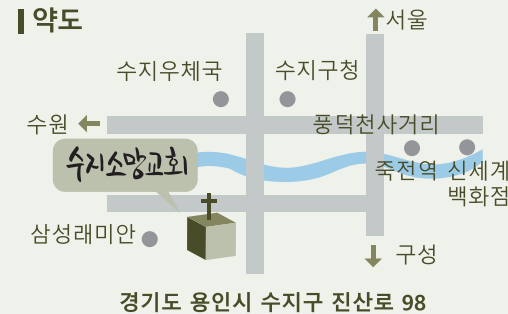 약도
서울
수지우체국
수지구청
수원
풍덕천사거리
수지소망교회
죽전역
신세계
백화점
삼성래미안
구성
경기도 용인시 수지구 진산로 98